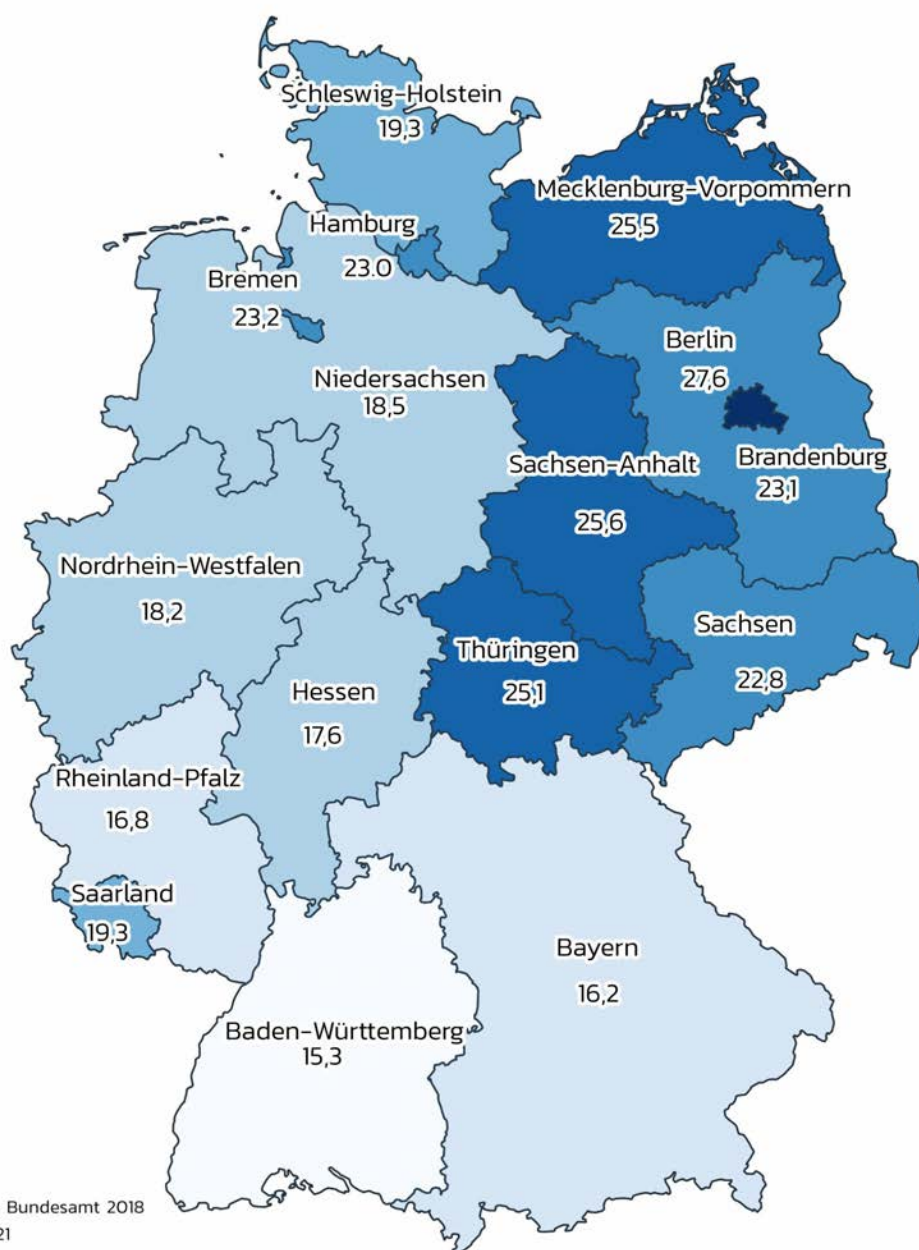 Schleswig-Holstein
19,3
Mecklenburg-Vorpommern
25,5
Hamburg
23.0
Bremen
23,2
Berlin
27,6
Niedersachsen
18,5
Brandenburg
23,1
Sachsen-Anhalt
25,6
Nordrhein-Westfalen
18,2
Sachsen
22,8
Thüringen
25,1
Hessen
17,6
Rheinland-Pfalz
16,8
Saarland
19,3
Bayern
16,2
Baden-Württemberg
15,3
Bundesamt 2018
21